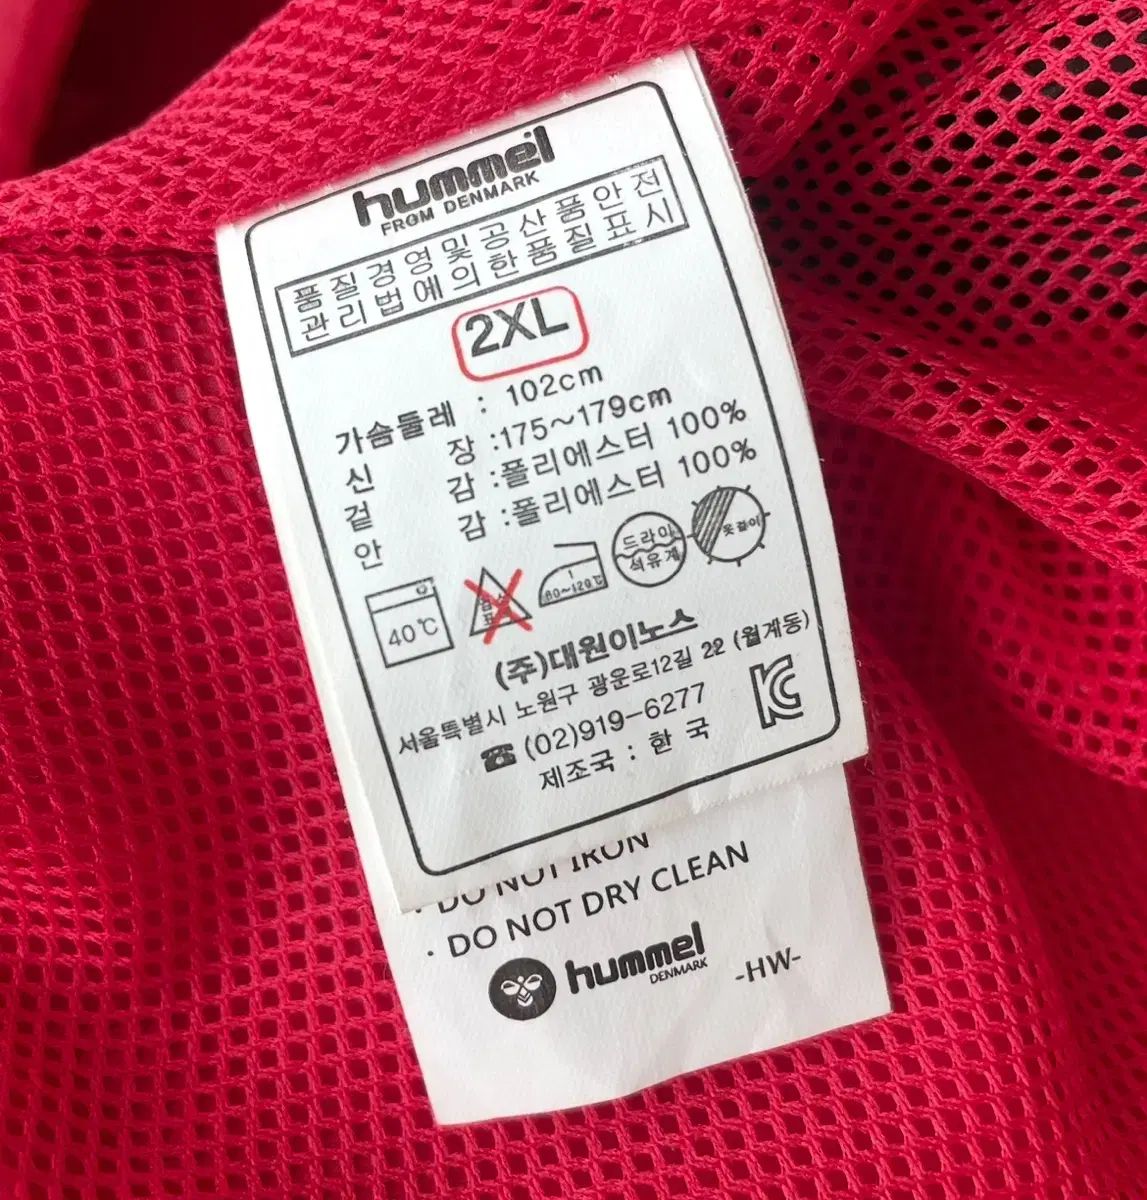 hummel
FROM DENMARK
품질경영및공산품안전
관리법에의한품질표시
2XL
가슴둘레 : 102cm
신 장 :175~179cm
겉 감 :폴리에스터 100%
안 감 :폴리에스터 100%
40℃
80~120℃
드라이
석유계
옷걸이
(주)대원이노스
서울특별시 노원구 광운로12길 22 (월계동)
☎ (02)919-6277
제조국 : 한 국
· DO NOT IRON
· DO NOT DRY CLEAN
hummel
DENMARK
-HW-